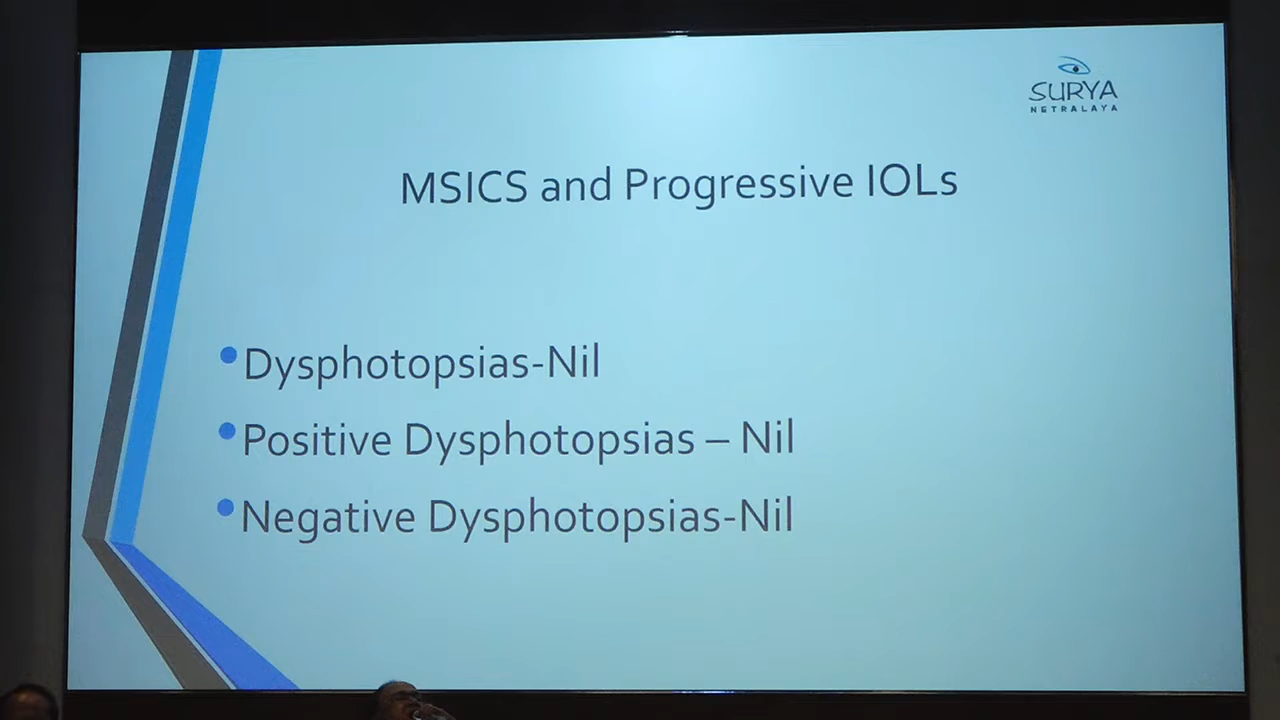 SURYA
NETRALAYA
MSICS and Progressive IOLs
•Dysphotopsias-Nil
•Positive Dysphotopsias – Nil
•Negative Dysphotopsias-Nil